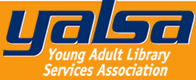 yalsa
Young Adult Library
Services Association